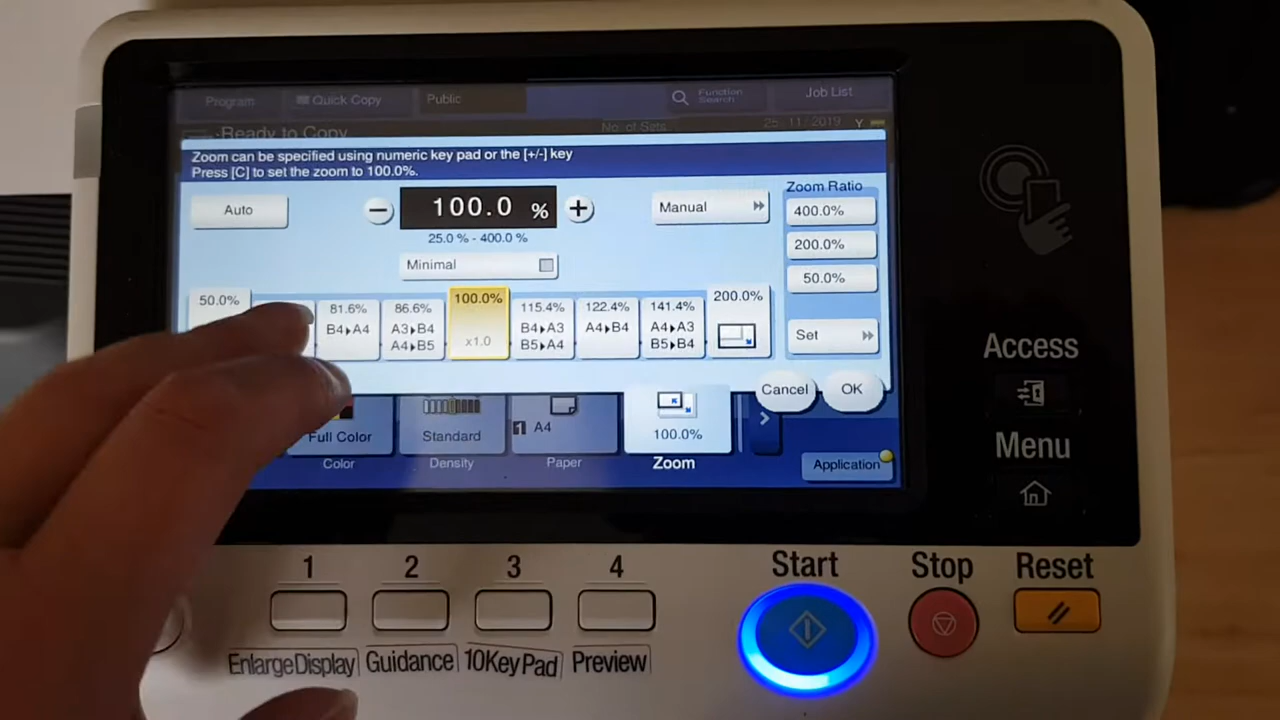 Program
Quick Copy
Public
Function Search
Job List
Ready to Copy
No. of Sets
25/11/2019
Y
Zoom can be specified using numeric key pad or the [+/-] key
Press [C] to set the zoom to 100.0%.
Auto
−
100.0 %
+
25.0 % - 400.0 %
Minimal
Manual
Zoom Ratio
400.0%
200.0%
50.0%
Set
50.0%
81.6%
B4▸A4
86.6%
A3▸B4
A4▸B5
100.0%
x1.0
115.4%
B4▸A3
B5▸A4
122.4%
A4▸B4
141.4%
A4▸A3
B5▸B4
200.0%
Cancel
OK
Full Color
Color
Standard
Density
1 A4
Paper
100.0%
Zoom
Application
Access
Menu
1
2
3
4
Start
Stop
Reset
Enlarge Display
Guidance
10 Key Pad
Preview